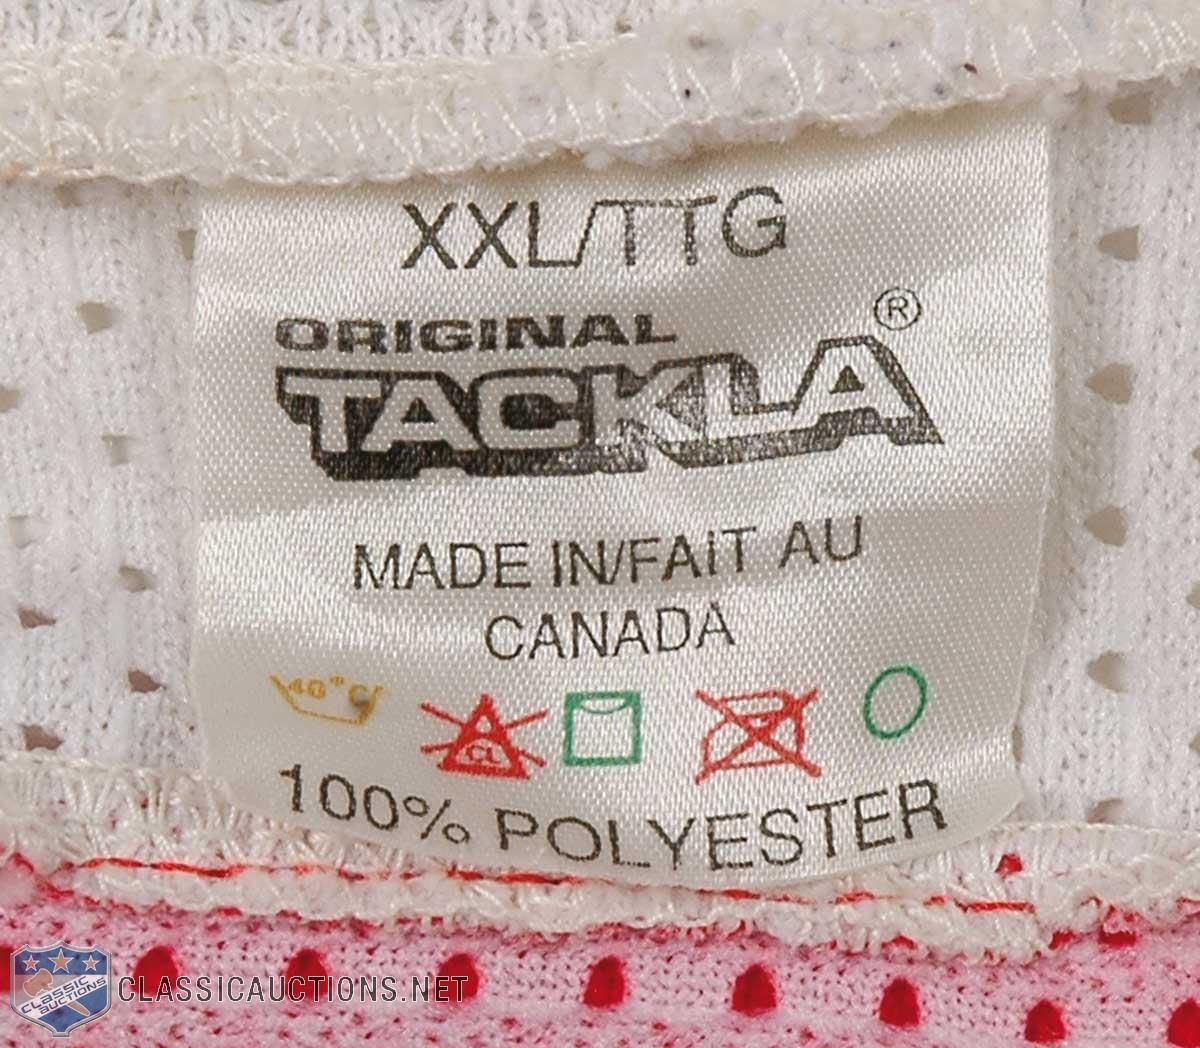 XXL/TTG
ORIGINAL
TACKLA®
MADE IN/FAiT AU
CANADA
40°C
CL
100% POLYESTER
CLASSIC
AUCTIONS
CLASSICAUCTIONS.NET